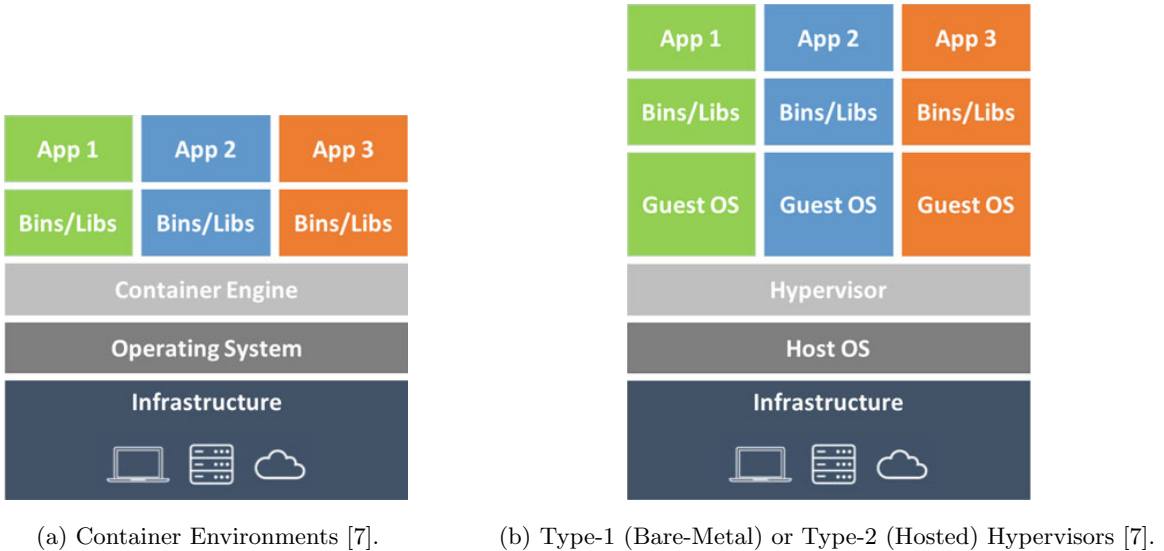 App 1 App 2 App 3
Bins/Libs Bins/Libs Bins/Libs
Container Engine
Operating System
Infrastructure
(a) Container Environments [7].
App 1 App 2 App 3
Bins/Libs Bins/Libs Bins/Libs
Guest OS Guest OS Guest OS
Hypervisor
Host OS
Infrastructure
(b) Type-1 (Bare-Metal) or Type-2 (Hosted) Hypervisors [7].